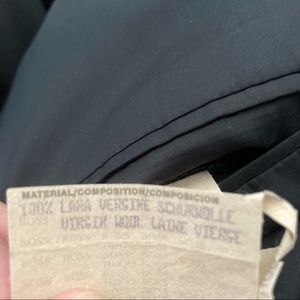 MATERIAL/COMPOSITION/COMPOSICION
100% LANA VERGINE SCHURWOLLE
VIRGIN WOOL LAINE VIERGE